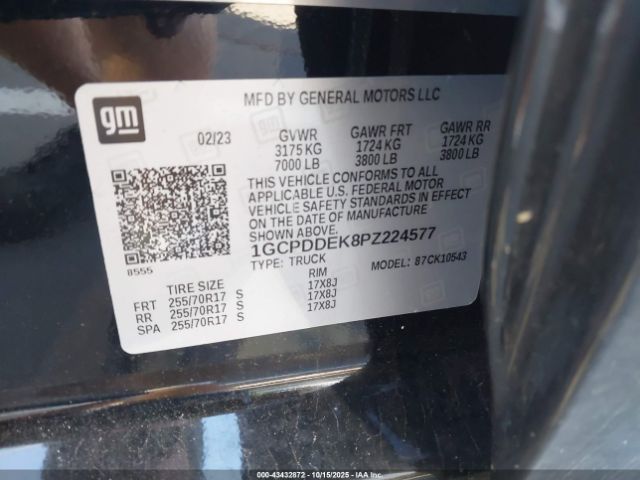 gm
MFD BY GENERAL MOTORS LLC
02/23 GVWR GAWR FRT GAWR RR
3175 KG 1724 KG 1724 KG
7000 LB 3800 LB 3800 LB
THIS VEHICLE CONFORMS TO ALL
APPLICABLE U.S. FEDERAL MOTOR
VEHICLE SAFETY STANDARDS IN EFFECT
ON THE DATE OF MANUFACTURE
SHOWN ABOVE.
1GCPDDEK8PZ224577
8555
TYPE: TRUCK MODEL: 87CK10543
TIRE SIZE RIM
FRT 255/70R17 S 17X8J
RR 255/70R17 S 17X8J
SPA 255/70R17 S 17X8J
© IAA 00-43432872 - 10/15/2025 - © IAA, Inc.